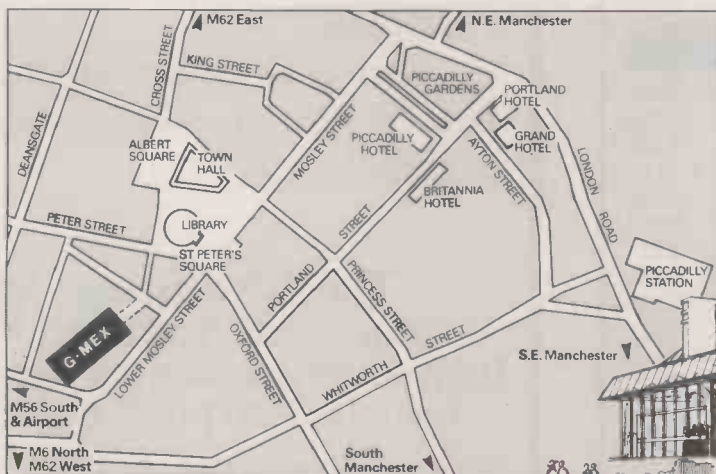 M62 East
N.E. Manchester
CROSS STREET
KING STREET
PICCADILLY
GARDENS
PORTLAND
HOTEL
DEANSGATE
ALBERT
SQUARE
TOWN
HALL
MOSLEY STREET
PICCADILLY
HOTEL
AYTON STREET
GRAND
HOTEL
LONDON
ROAD
BRITANNIA
HOTEL
PETER STREET
LIBRARY
ST PETER'S
SQUARE
PORTLAND
STREET
PRINCESS STREET
PICCADILLY
STATION
G-MEX
LOWER MOSLEY STREET
OXFORD STREET
WHITWORTH
STREET
S.E. Manchester
M56 South
& Airport
M6 North
M62 West
South
Manchester